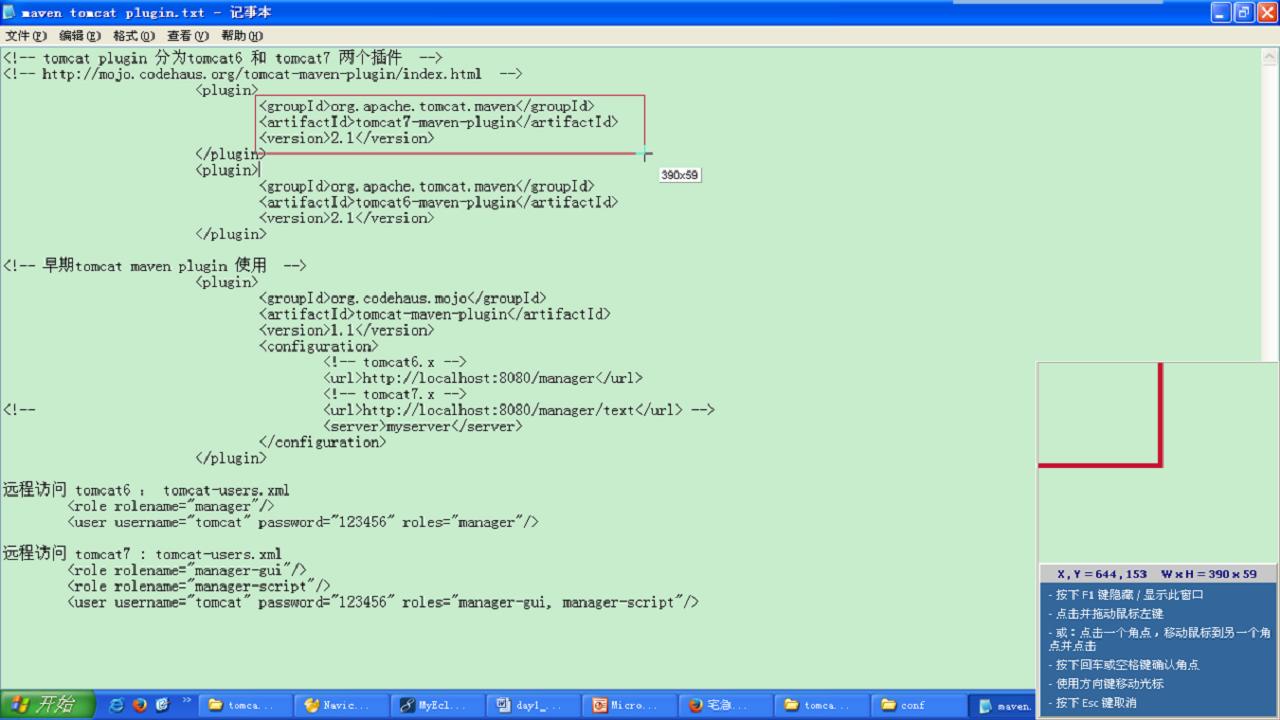 maven tomcat plugin.txt - 记事本
文件(F) 编辑(E) 格式(O) 查看(V) 帮助(H)
<!-- tomcat plugin 分为tomcat6 和 tomcat7 两个插件 -->
<!-- http://mojo.codehaus.org/tomcat-maven-plugin/index.html -->
<plugin>
<groupId>org.apache.tomcat.maven</groupId>
<artifactId>tomcat7-maven-plugin</artifactId>
<version>2.1</version>
</plugin>
<plugin>
390x59
<groupId>org.apache.tomcat.maven</groupId>
<artifactId>tomcat6-maven-plugin</artifactId>
<version>2.1</version>
</plugin>
<!-- 早期tomcat maven plugin 使用 -->
<plugin>
<groupId>org.codehaus.mojo</groupId>
<artifactId>tomcat-maven-plugin</artifactId>
<version>1.1</version>
<configuration>
<!-- tomcat6.x -->
<url>http://localhost:8080/manager</url>
<!-- tomcat7.x -->
<!-- <url>http://localhost:8080/manager/text</url> -->
<server>myserver</server>
</configuration>
</plugin>
远程访问 tomcat6 : tomcat-users.xml
<role rolename="manager"/>
<user username="tomcat" password="123456" roles="manager"/>
远程访问 tomcat7 : tomcat-users.xml
<role rolename="manager-gui"/>
<role rolename="manager-script"/>
<user username="tomcat" password="123456" roles="manager-gui, manager-script"/>
X,Y=644,153 WxH=390x59
- 按下F1键隐藏/显示此窗口
- 点击并拖动鼠标左键
- 或：点击一个角点，移动鼠标到另一个角点并点击
- 按下回车或空格键确认角点
- 使用方向键移动光标
- 按下Esc键取消
开始 » tomca... Navic... MyEcl... day1_... Micro... 宅急... tomca... conf maven.